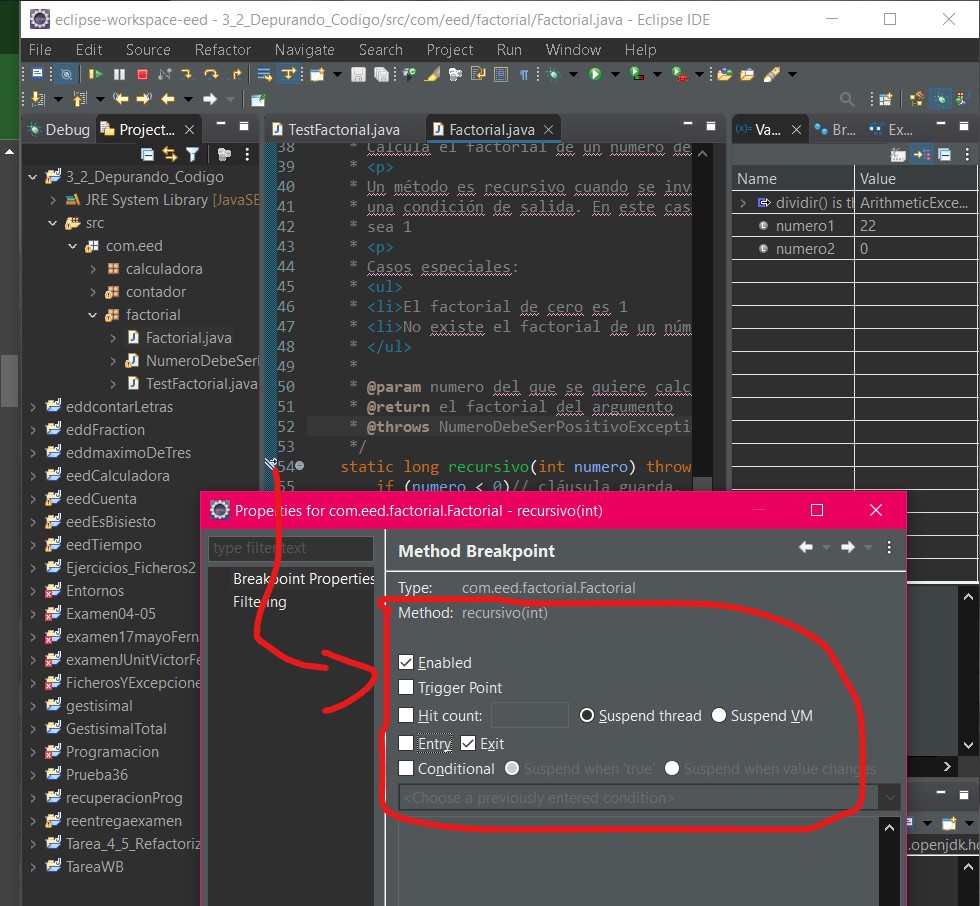 eclipse-workspace-eed - 3_2_Depurando_Codigo/src/com/eed/factorial/Factorial.java - Eclipse IDE
File Edit Source Refactor Navigate Search Project Run Window Help
Debug Project...
TestFactorial.java Factorial.java
Va... Br... Ex...
3_2_Depurando_Codigo
JRE System Library [JavaSE
src
com.eed
calculadora
contador
factorial
Factorial.java
NumeroDebeSerl
TestFactorial.java
eddcontarLetras
eddFraction
eddmaximoDeTres
eedCalculadora
eedCuenta
eedEsBisiesto
eedTiempo
Ejercicios_Ficheros2
Entornos
Examen04-05
examen17mayoFern
examenJUnitVictorFe
FicherosYExcepcione
gestisimal
GestisimalTotal
Programacion
Prueba36
recuperacionProg
reentregaexamen
Tarea_4_5_Refactoriz
TareaWB
38 * Calcula el factorial de un numero de
39 * <p>
40 * Un método es recursivo cuando se inv
41 * una condición de salida. En este cas
42 * sea 1
43 * <p>
44 * Casos especiales:
45 * <ul>
46 * <li>El factorial de cero es 1
47 * <li>No existe el factorial de un núm
48 * </ul>
49 *
50 * @param numero del que se quiere calc
51 * @return el factorial del argumento
52 * @throws NumeroDebeSerPositivoExcepti
53 */
54 static long recursivo(int numero) throw
55 if (numero < 0)// cláusula guarda.
Name Value
dividir() is th ArithmeticExce...
numero1 22
numero2 0
Properties for com.eed.factorial.Factorial - recursivo(int)
type filter text
Breakpoint Properties
Filtering
Method Breakpoint
Type: com.eed.factorial.Factorial
Method: recursivo(int)
Enabled
Trigger Point
Hit count: Suspend thread Suspend VM
Entry Exit
Conditional Suspend when 'true' Suspend when value changes
<Choose a previously entered condition>
.openjdk.ho